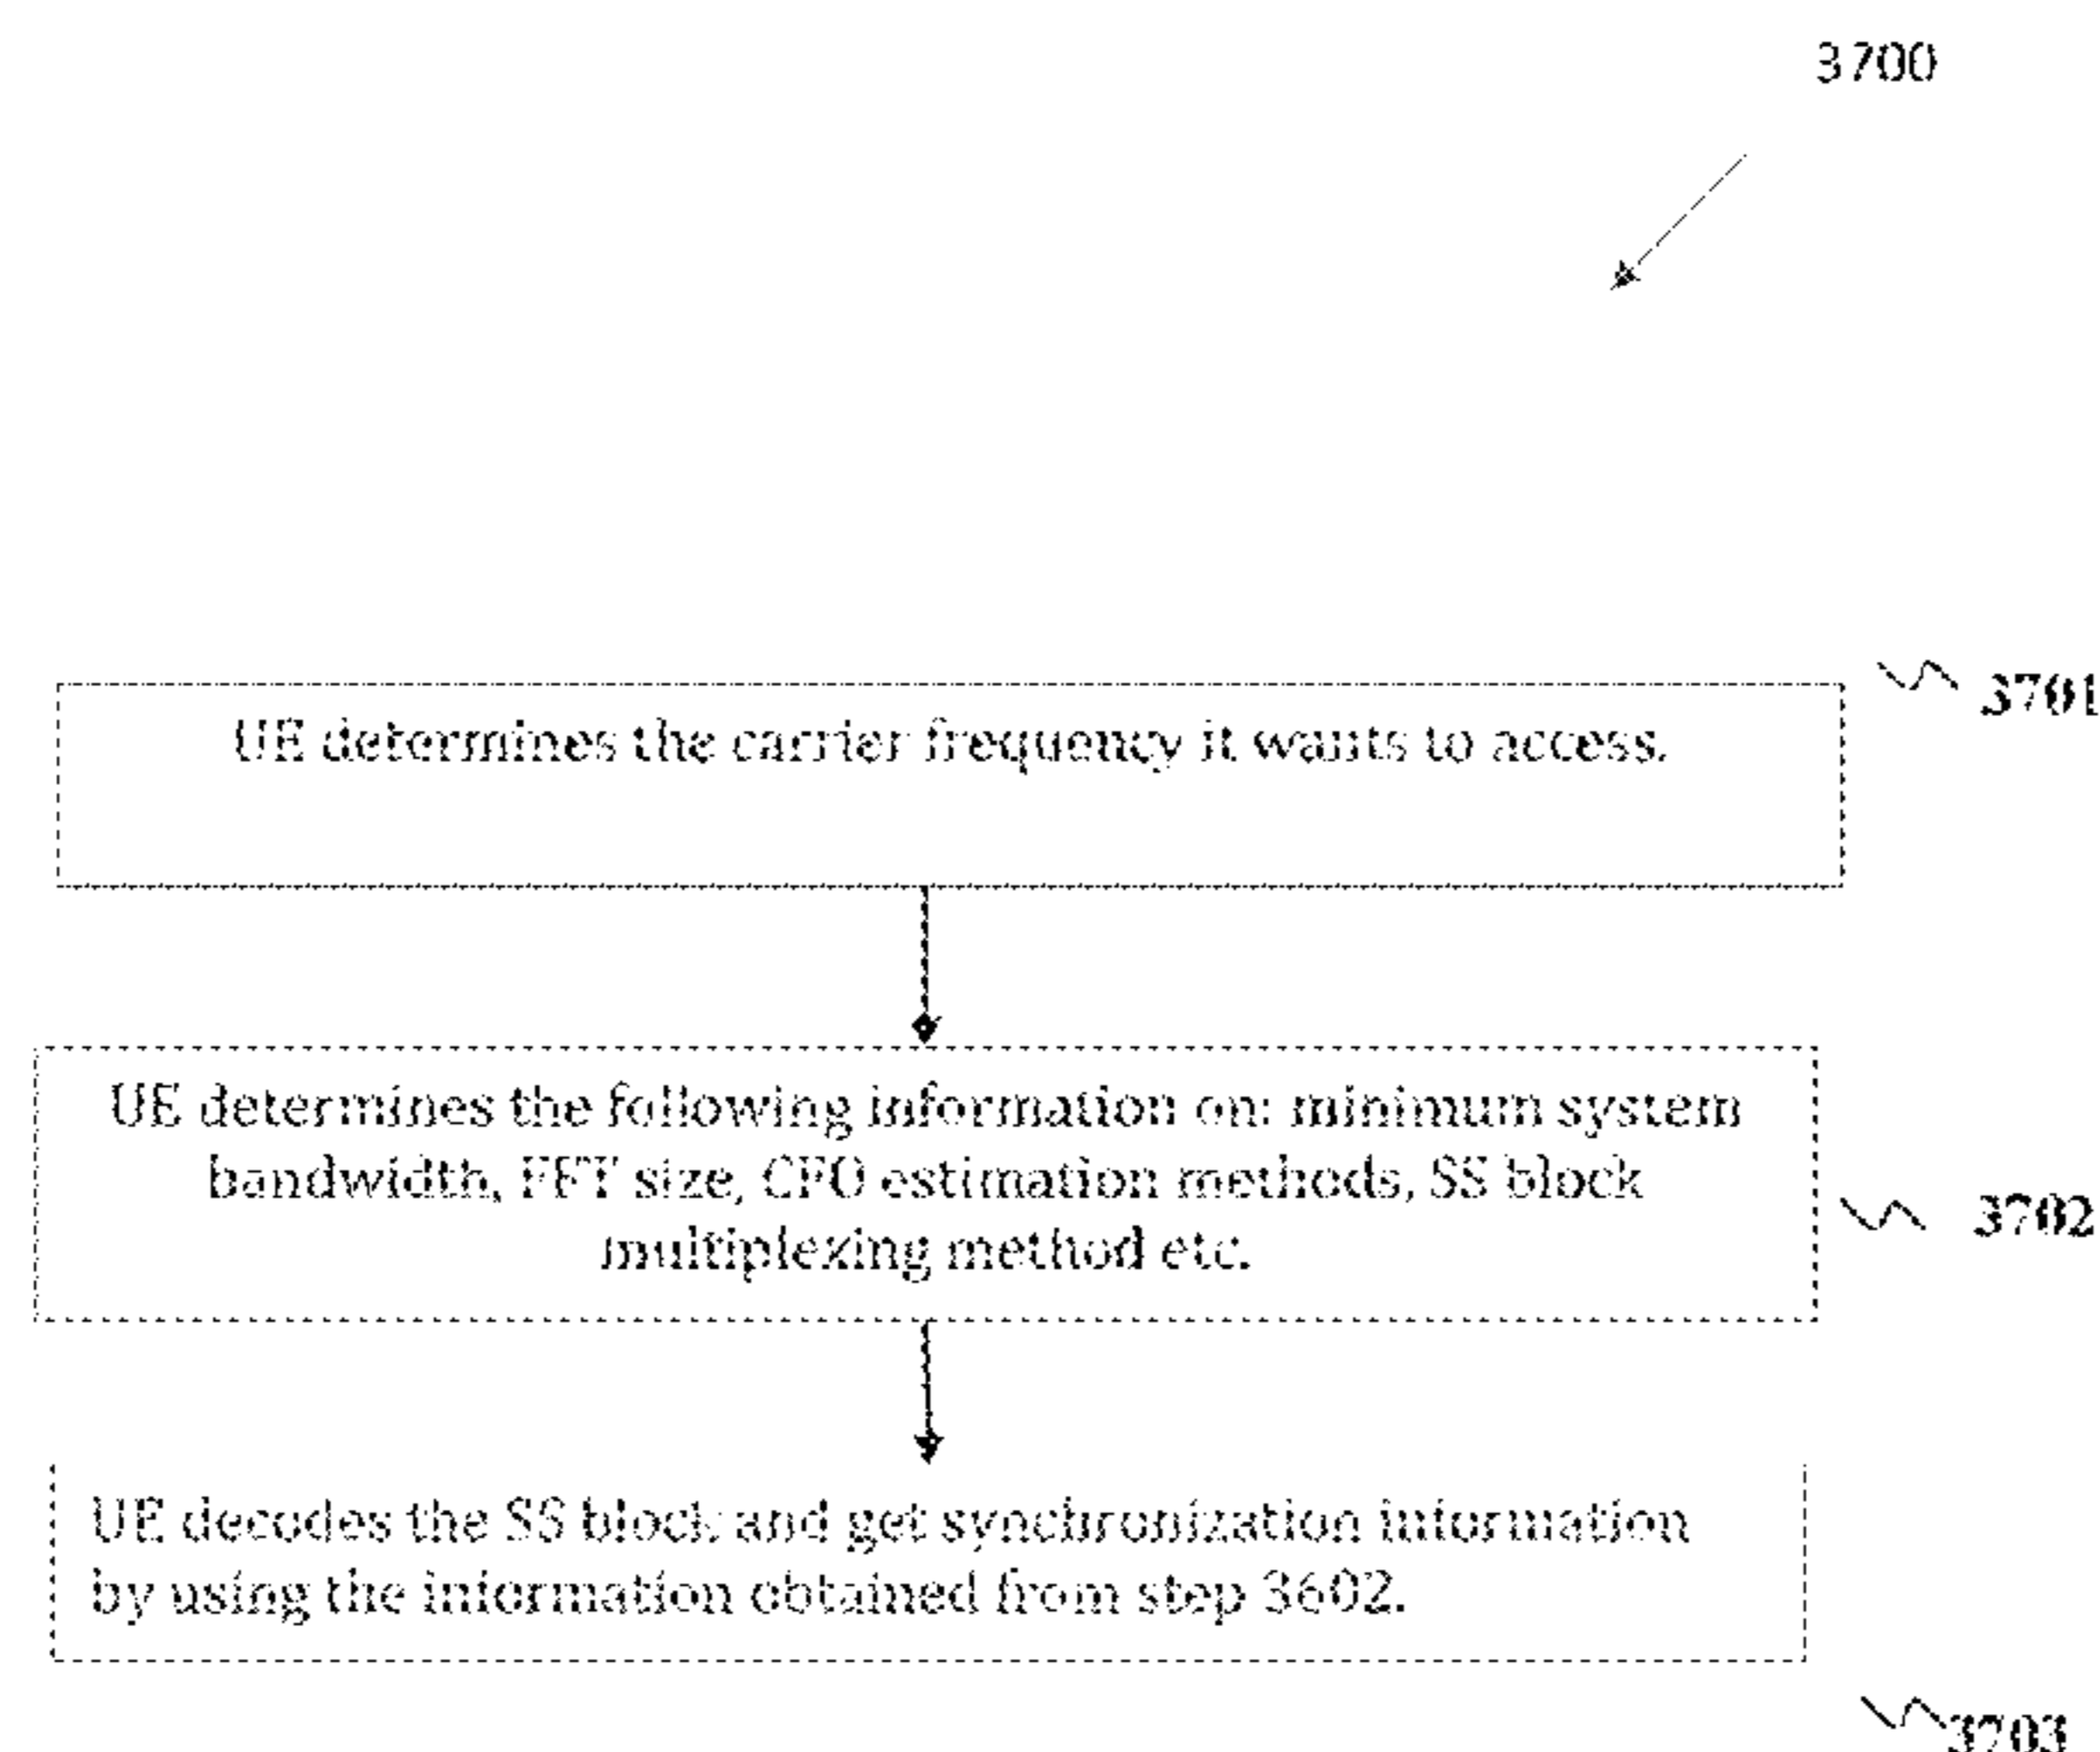 3700
3701
UE determines the carrier frequency it wants to access.
UE determines the following information on: minimum system
bandwidth, FFT size, CFO estimation methods, SS block
multiplexing method etc.
3702
UE decodes the SS block and get synchronization information
by using the information obtained from step 3602.
3703